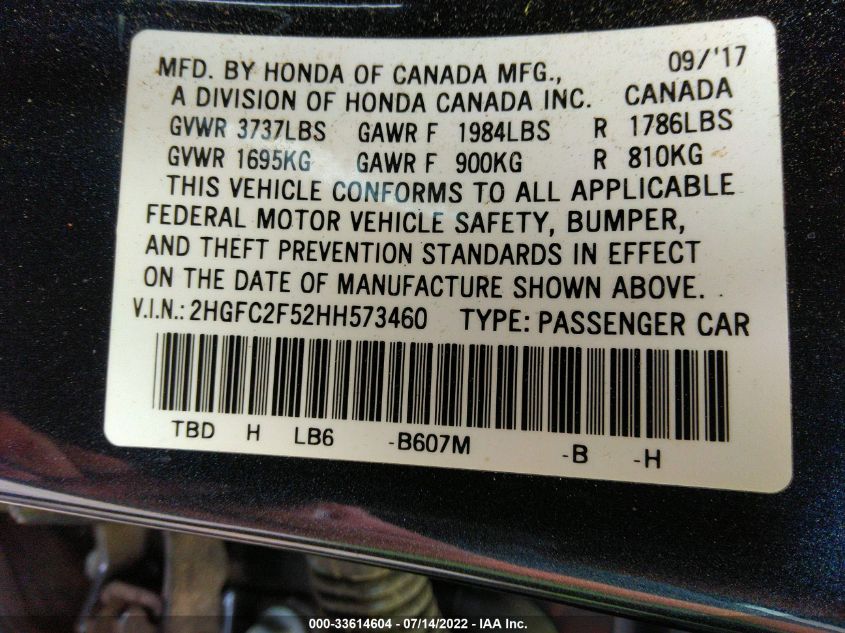 MFD. BY HONDA OF CANADA MFG., 09/'17
A DIVISION OF HONDA CANADA INC. CANADA
GVWR 3737LBS GAWR F 1984LBS R 1786LBS
GVWR 1695KG GAWR F 900KG R 810KG
THIS VEHICLE CONFORMS TO ALL APPLICABLE
FEDERAL MOTOR VEHICLE SAFETY, BUMPER,
AND THEFT PREVENTION STANDARDS IN EFFECT
ON THE DATE OF MANUFACTURE SHOWN ABOVE.
V.I.N.: 2HGFC2F52HH573460 TYPE: PASSENGER CAR
TBD H LB6 -B607M -B -H
000-33614604 - 07/14/2022 - IAA Inc.